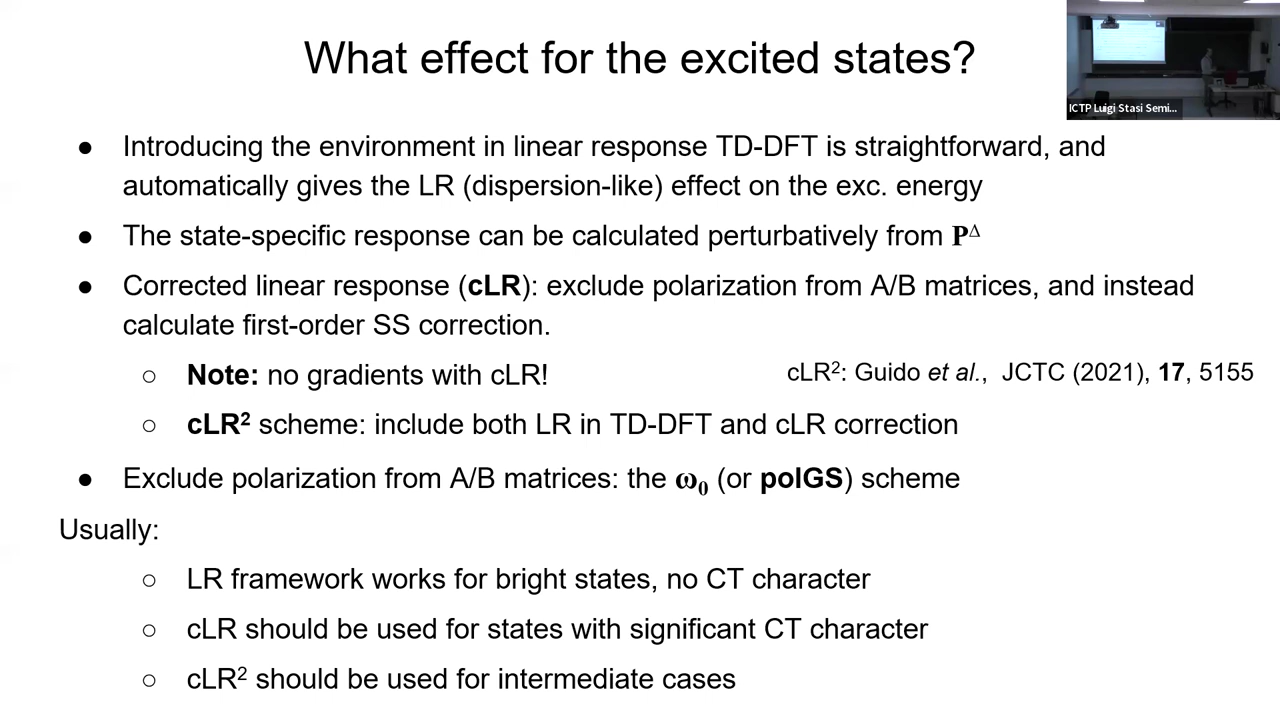 What effect for the excited states?
ICTP Luigi Stasi Semi...
● Introducing the environment in linear response TD-DFT is straightforward, and
automatically gives the LR (dispersion-like) effect on the exc. energy
● The state-specific response can be calculated perturbatively from P^Δ
● Corrected linear response (cLR): exclude polarization from A/B matrices, and instead
calculate first-order SS correction.
○ Note: no gradients with cLR!
cLR²: Guido et al., JCTC (2021), 17, 5155
○ cLR² scheme: include both LR in TD-DFT and cLR correction
● Exclude polarization from A/B matrices: the ω₀ (or polGS) scheme
Usually:
○ LR framework works for bright states, no CT character
○ cLR should be used for states with significant CT character
○ cLR² should be used for intermediate cases